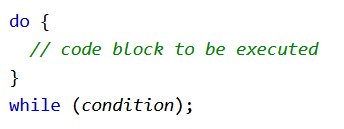 do {
  // code block to be executed
}
while (condition);